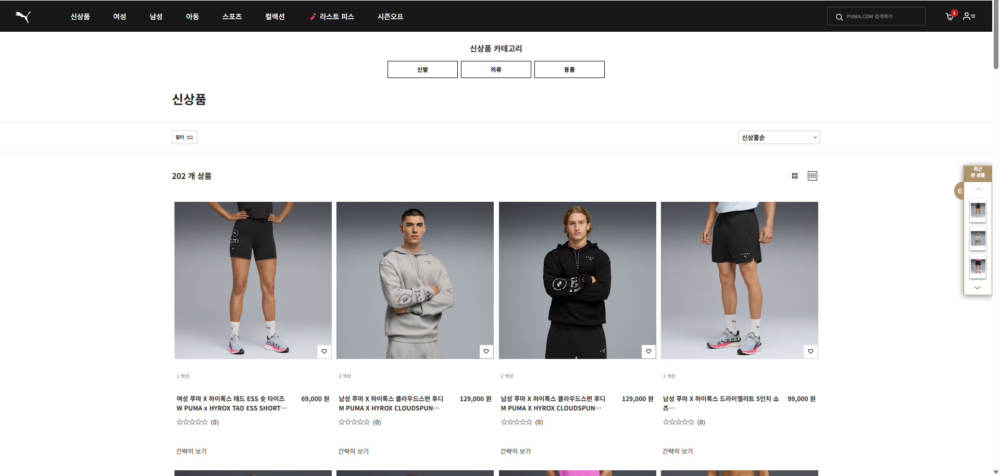 신상품 여성 남성 아동 스포츠 컬렉션 라스트 피스 시즌오프
PUMA.COM 검색하기
1
신상품 카테고리
신발 의류 용품
신상품
필터
신상품순
202 개 상품
최근
본 상품
HYROX
1 색상
여성 푸마 X 하이록스 태드 ESS 숏 타이즈
W PUMA x HYROX TAD ESS SHORT…
69,000 원
(0)
간략히 보기
2 색상
남성 푸마 X 하이록스 클라우드스펀 후디
M PUMA X HYROX CLOUDSPUN…
129,000 원
(0)
간략히 보기
2 색상
남성 푸마 X 하이록스 클라우드스펀 후디
M PUMA X HYROX CLOUDSPUN…
129,000 원
(0)
간략히 보기
HYROX
HYROX
1 색상
남성 푸마 X 하이록스 드라이엘리트 5인치 쇼
츠…
99,000 원
(0)
간략히 보기